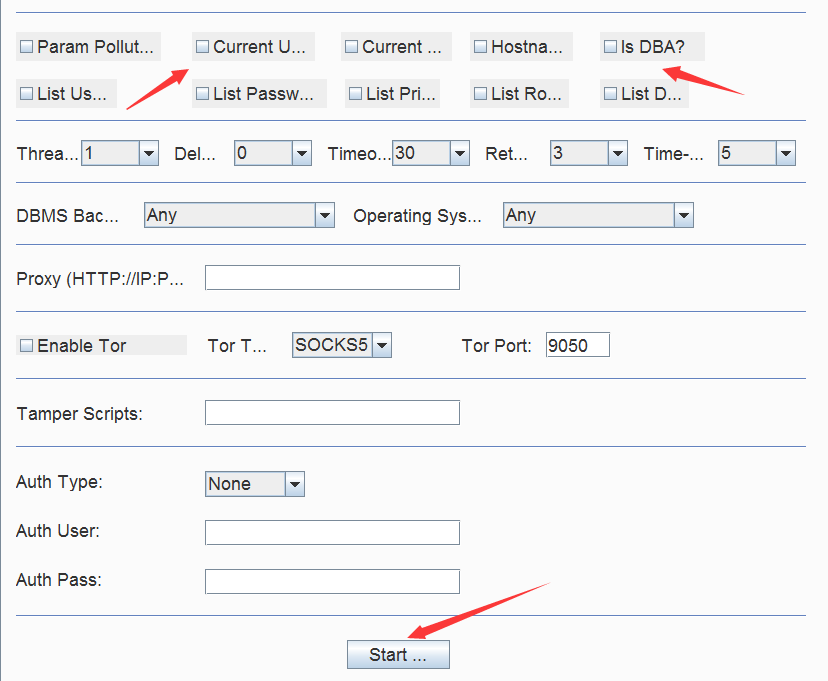 Param Pollut... Current U... Current ... Hostna... Is DBA?
List Us... List Passw... List Pri... List Ro... List D...
Threa... 1 Del... 0 Timeo... 30 Ret... 3 Time-... 5
DBMS Bac... Any Operating Sys... Any
Proxy (HTTP://IP:P...
Enable Tor Tor T... SOCKS5 Tor Port: 9050
Tamper Scripts:
Auth Type: None
Auth User:
Auth Pass:
Start ...